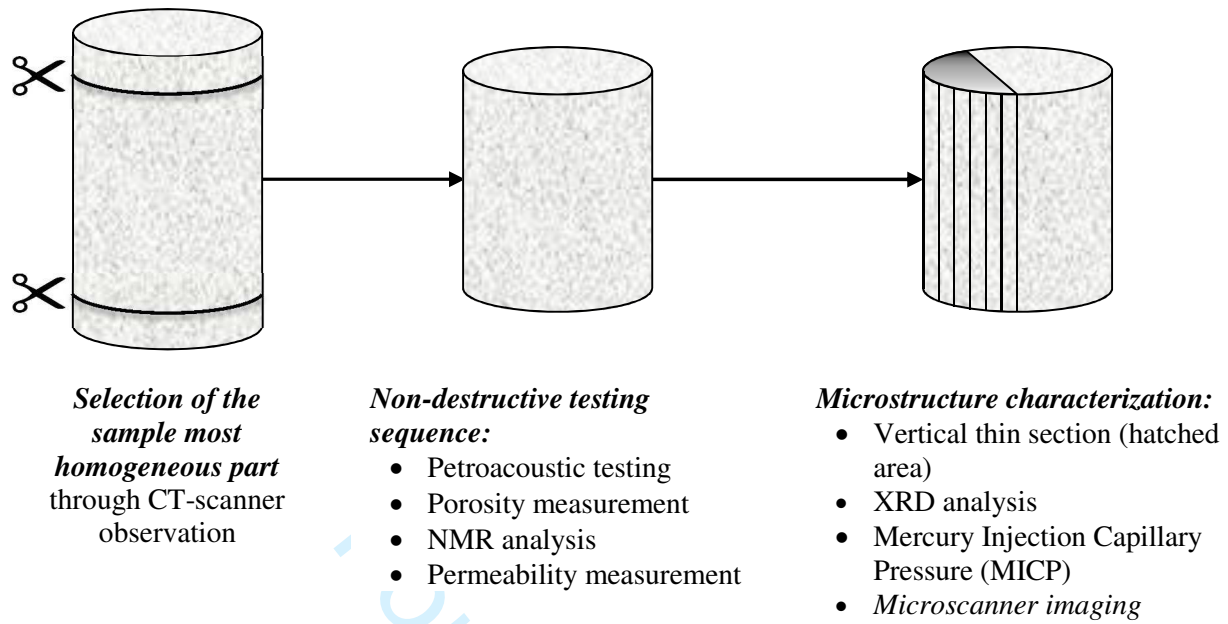 Selection of the
sample most
homogeneous part
through CT-scanner
observation
Non-destructive testing
sequence:
• Petroacoustic testing
• Porosity measurement
• NMR analysis
• Permeability measurement
Microstructure characterization:
• Vertical thin section (hatched
area)
• XRD analysis
• Mercury Injection Capillary
Pressure (MICP)
• Microscanner imaging